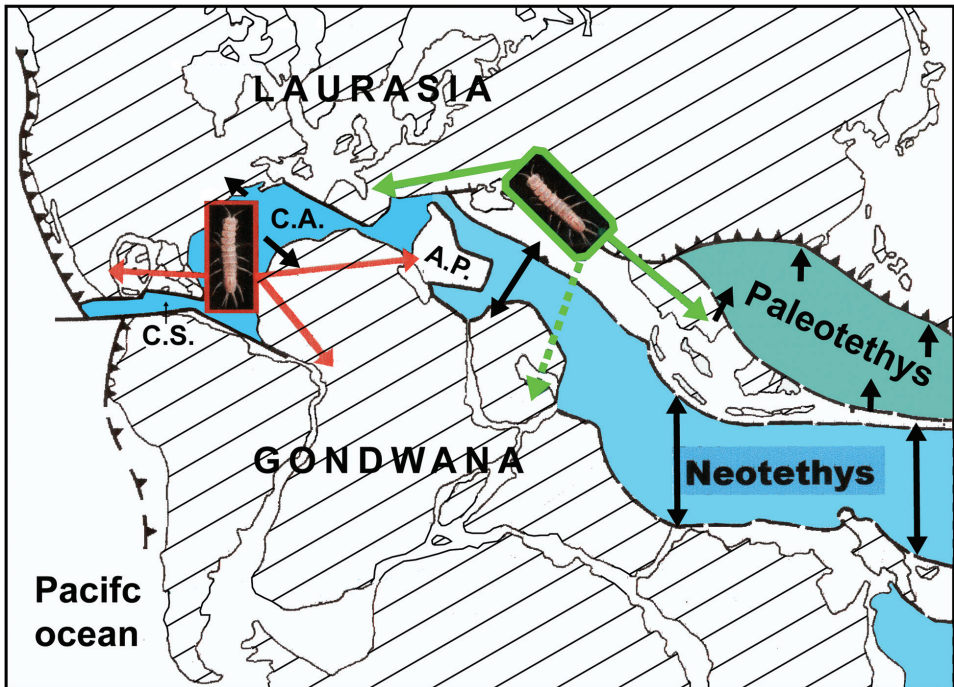 LAURASIA
C.A.
A.P.
C.S.
Paleotethys
GONDWANA
Neotethys
Pacifc
ocean